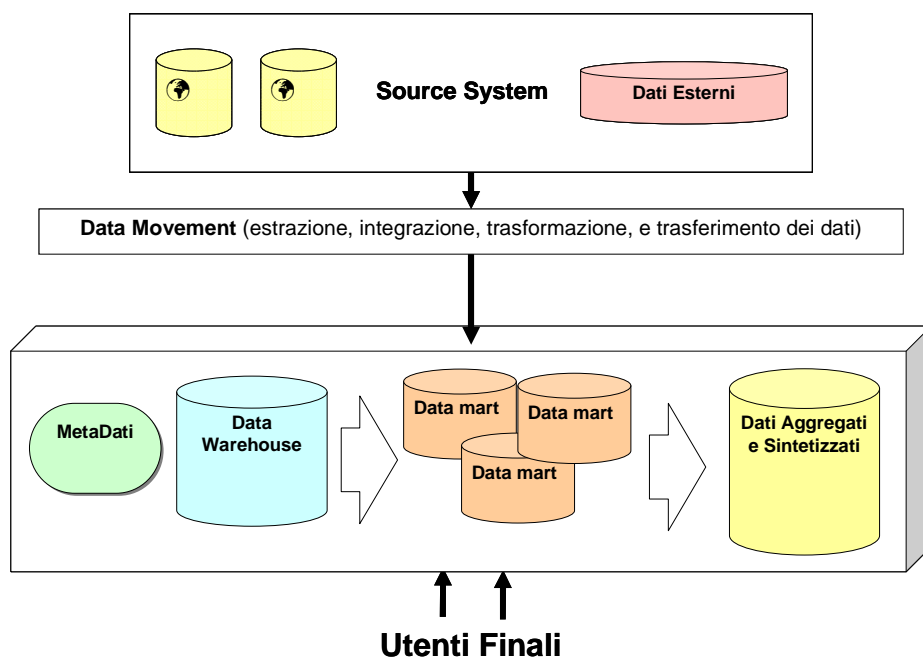 Source System
Dati Esterni
Data Movement (estrazione, integrazione, trasformazione, e trasferimento dei dati)
MetaDati
Data
Warehouse
Data mart
Data mart
Data mart
Dati Aggregati
e Sintetizzati
Utenti Finali